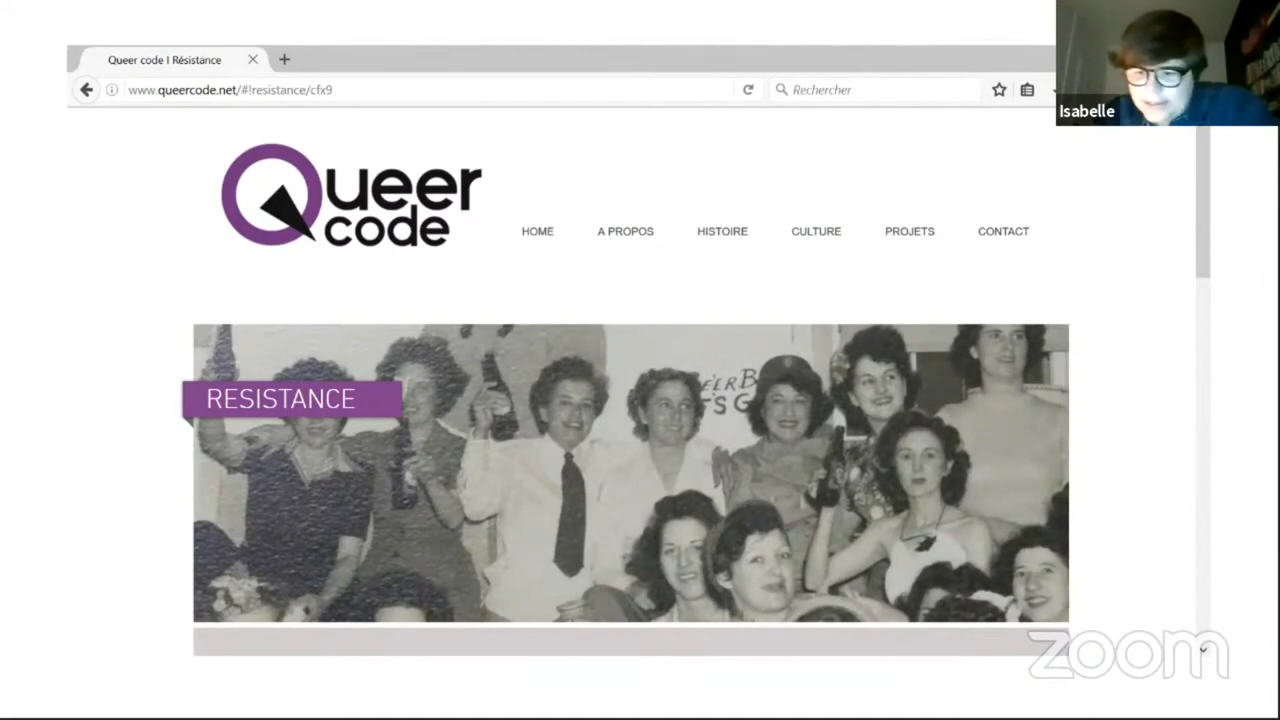 Queer code I Résistance
www.queercode.net/#!resistance/cfx9
Rechercher
Isabelle
Queer
code
HOME
A PROPOS
HISTOIRE
CULTURE
PROJETS
CONTACT
RESISTANCE
zoom